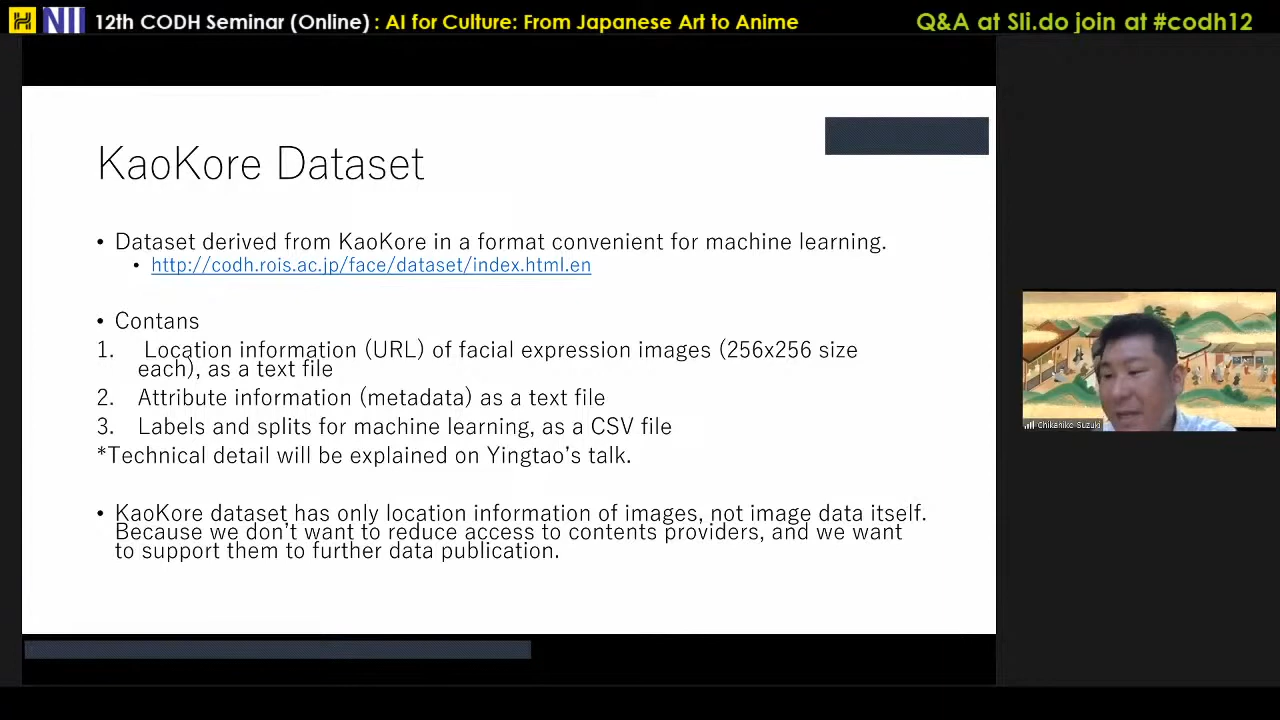 NII 12th CODH Seminar (Online) : AI for Culture: From Japanese Art to Anime
Q&A at Sli.do join at #codh12
KaoKore Dataset
• Dataset derived from KaoKore in a format convenient for machine learning.
• http://codh.rois.ac.jp/face/dataset/index.html.en
• Contans
1. Location information (URL) of facial expression images (256x256 size
each), as a text file
2. Attribute information (metadata) as a text file
3. Labels and splits for machine learning, as a CSV file
*Technical detail will be explained on Yingtao's talk.
• KaoKore dataset has only location information of images, not image data itself.
Because we don't want to reduce access to contents providers, and we want
to support them to further data publication.
Chikahiko Suzuki